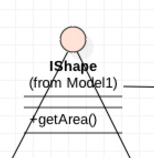 IShape
(from Model1)
+getArea()